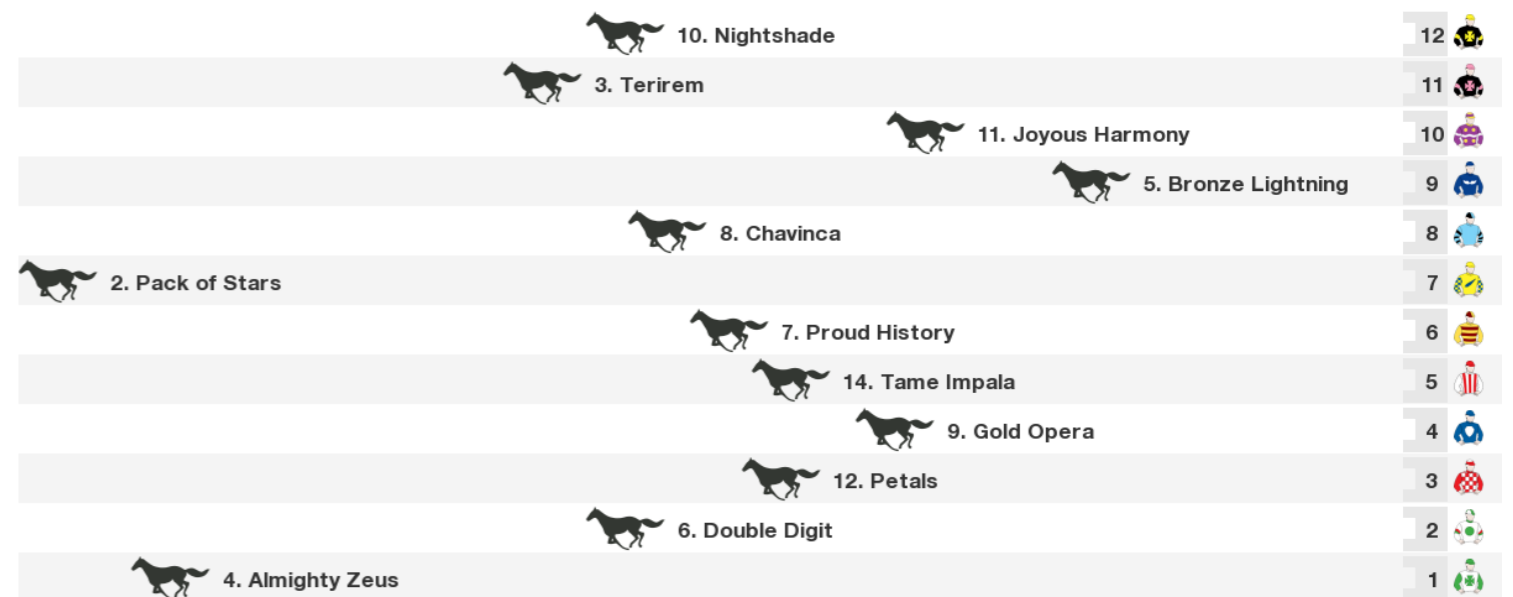 10. Nightshade 12
3. Terirem 11
11. Joyous Harmony 10
5. Bronze Lightning 9
8. Chavinca 8
2. Pack of Stars 7
7. Proud History 6
14. Tame Impala 5
9. Gold Opera 4
12. Petals 3
6. Double Digit 2
4. Almighty Zeus 1